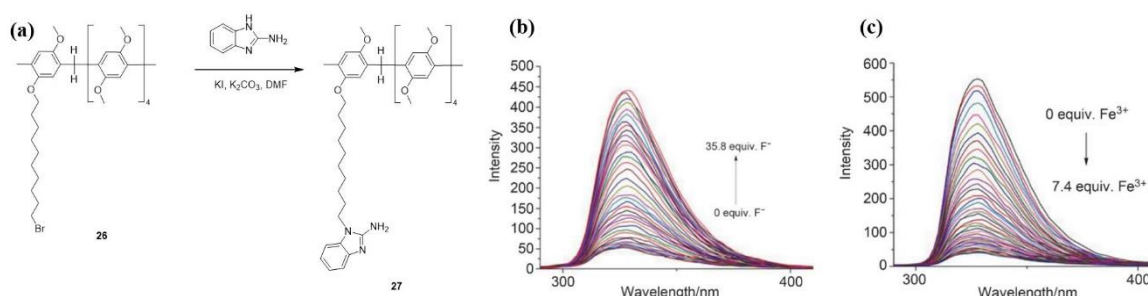 (a)
O
O
H
H
O
O
4
O
Br
26
H
N
N
NH₂
KI, K₂CO₃, DMF
O
O
H
H
O
O
4
O
N
N
NH₂
27
(b)
500
450
400
350
300
250
200
150
100
50
0
Intensity
35.8 equiv. F⁻
0 equiv. F⁻
300
400
Wavelength/nm
(c)
600
500
400
300
200
100
0
Intensity
0 equiv. Fe³⁺
7.4 equiv. Fe³⁺
300
400
Wavelength/nm